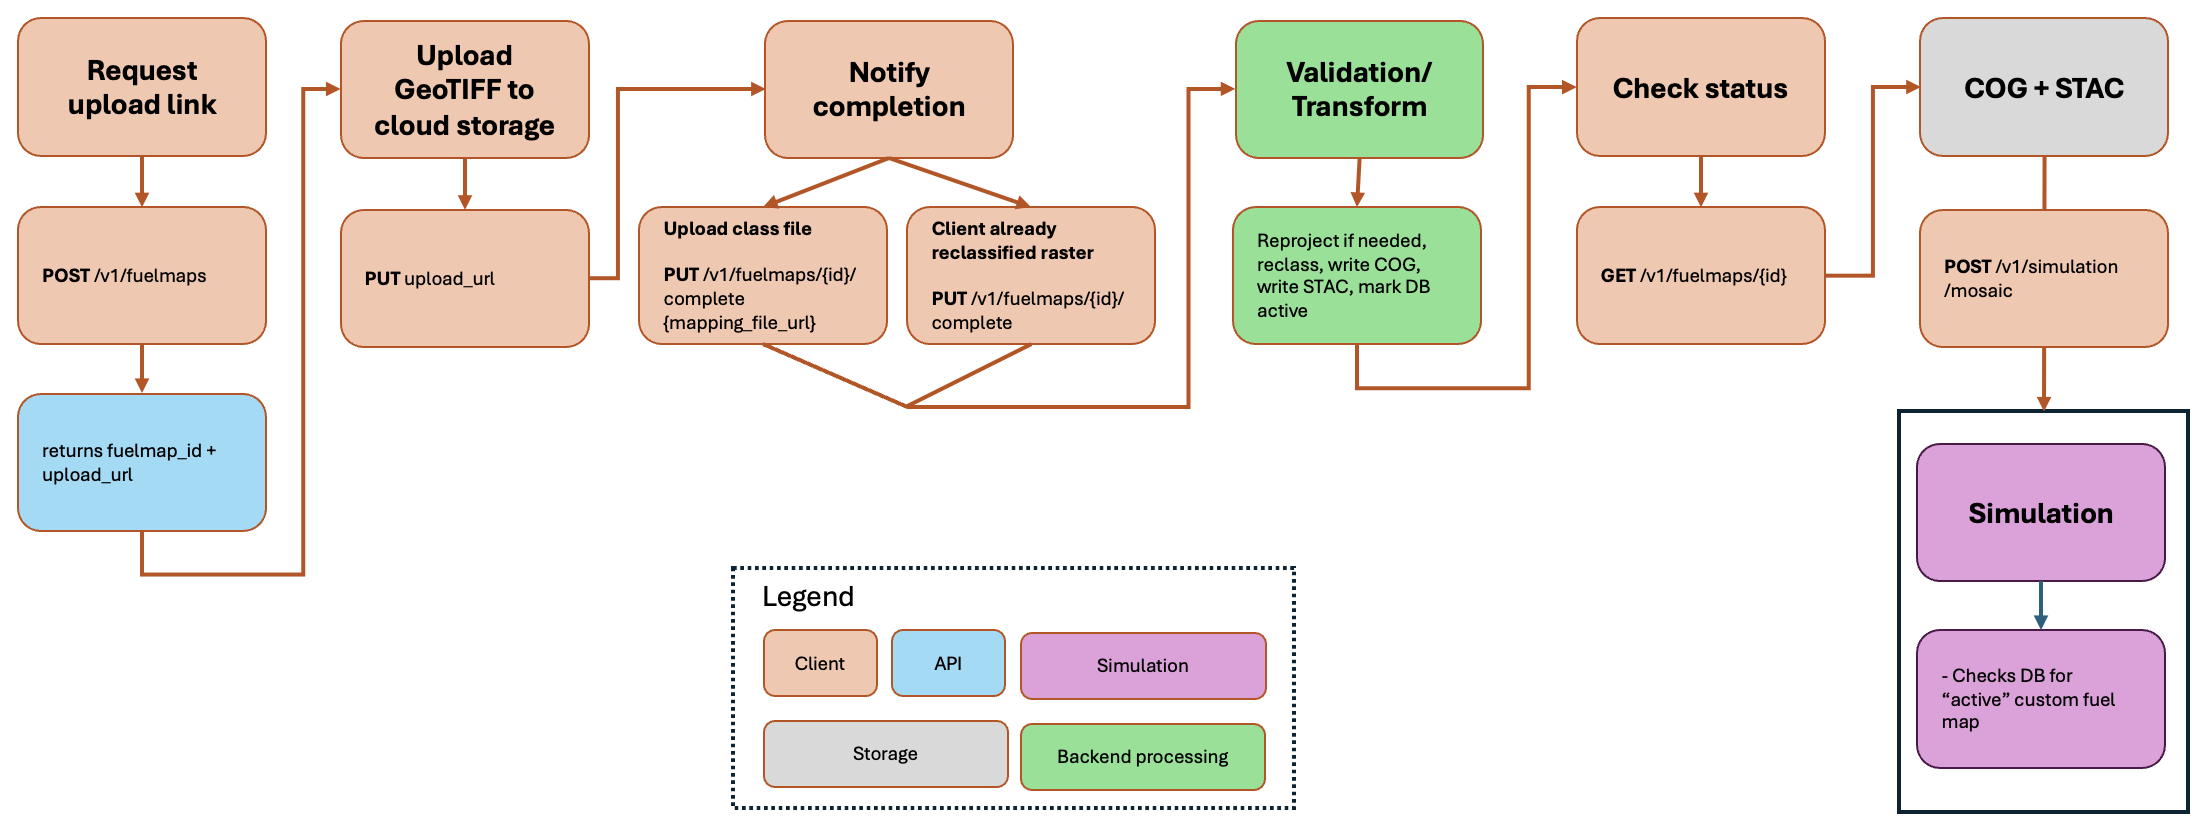 Request
upload link
POST /v1/fuelmaps
returns fuelmap_id +
upload_url
Upload
GeoTIFF to
cloud storage
PUT upload_url
Notify
completion
Upload class file
PUT /v1/fuelmaps/{id}/
complete
{mapping_file_url}
Client already
reclassified raster
PUT /v1/fuelmaps/{id}/
complete
Validation/
Transform
Reproject if needed,
reclass, write COG,
write STAC, mark DB
active
Check status
GET /v1/fuelmaps/{id}
COG + STAC
POST /v1/simulation
/mosaic
Simulation
- Checks DB for
“active” custom fuel
map
Legend
Client
API
Simulation
Storage
Backend processing